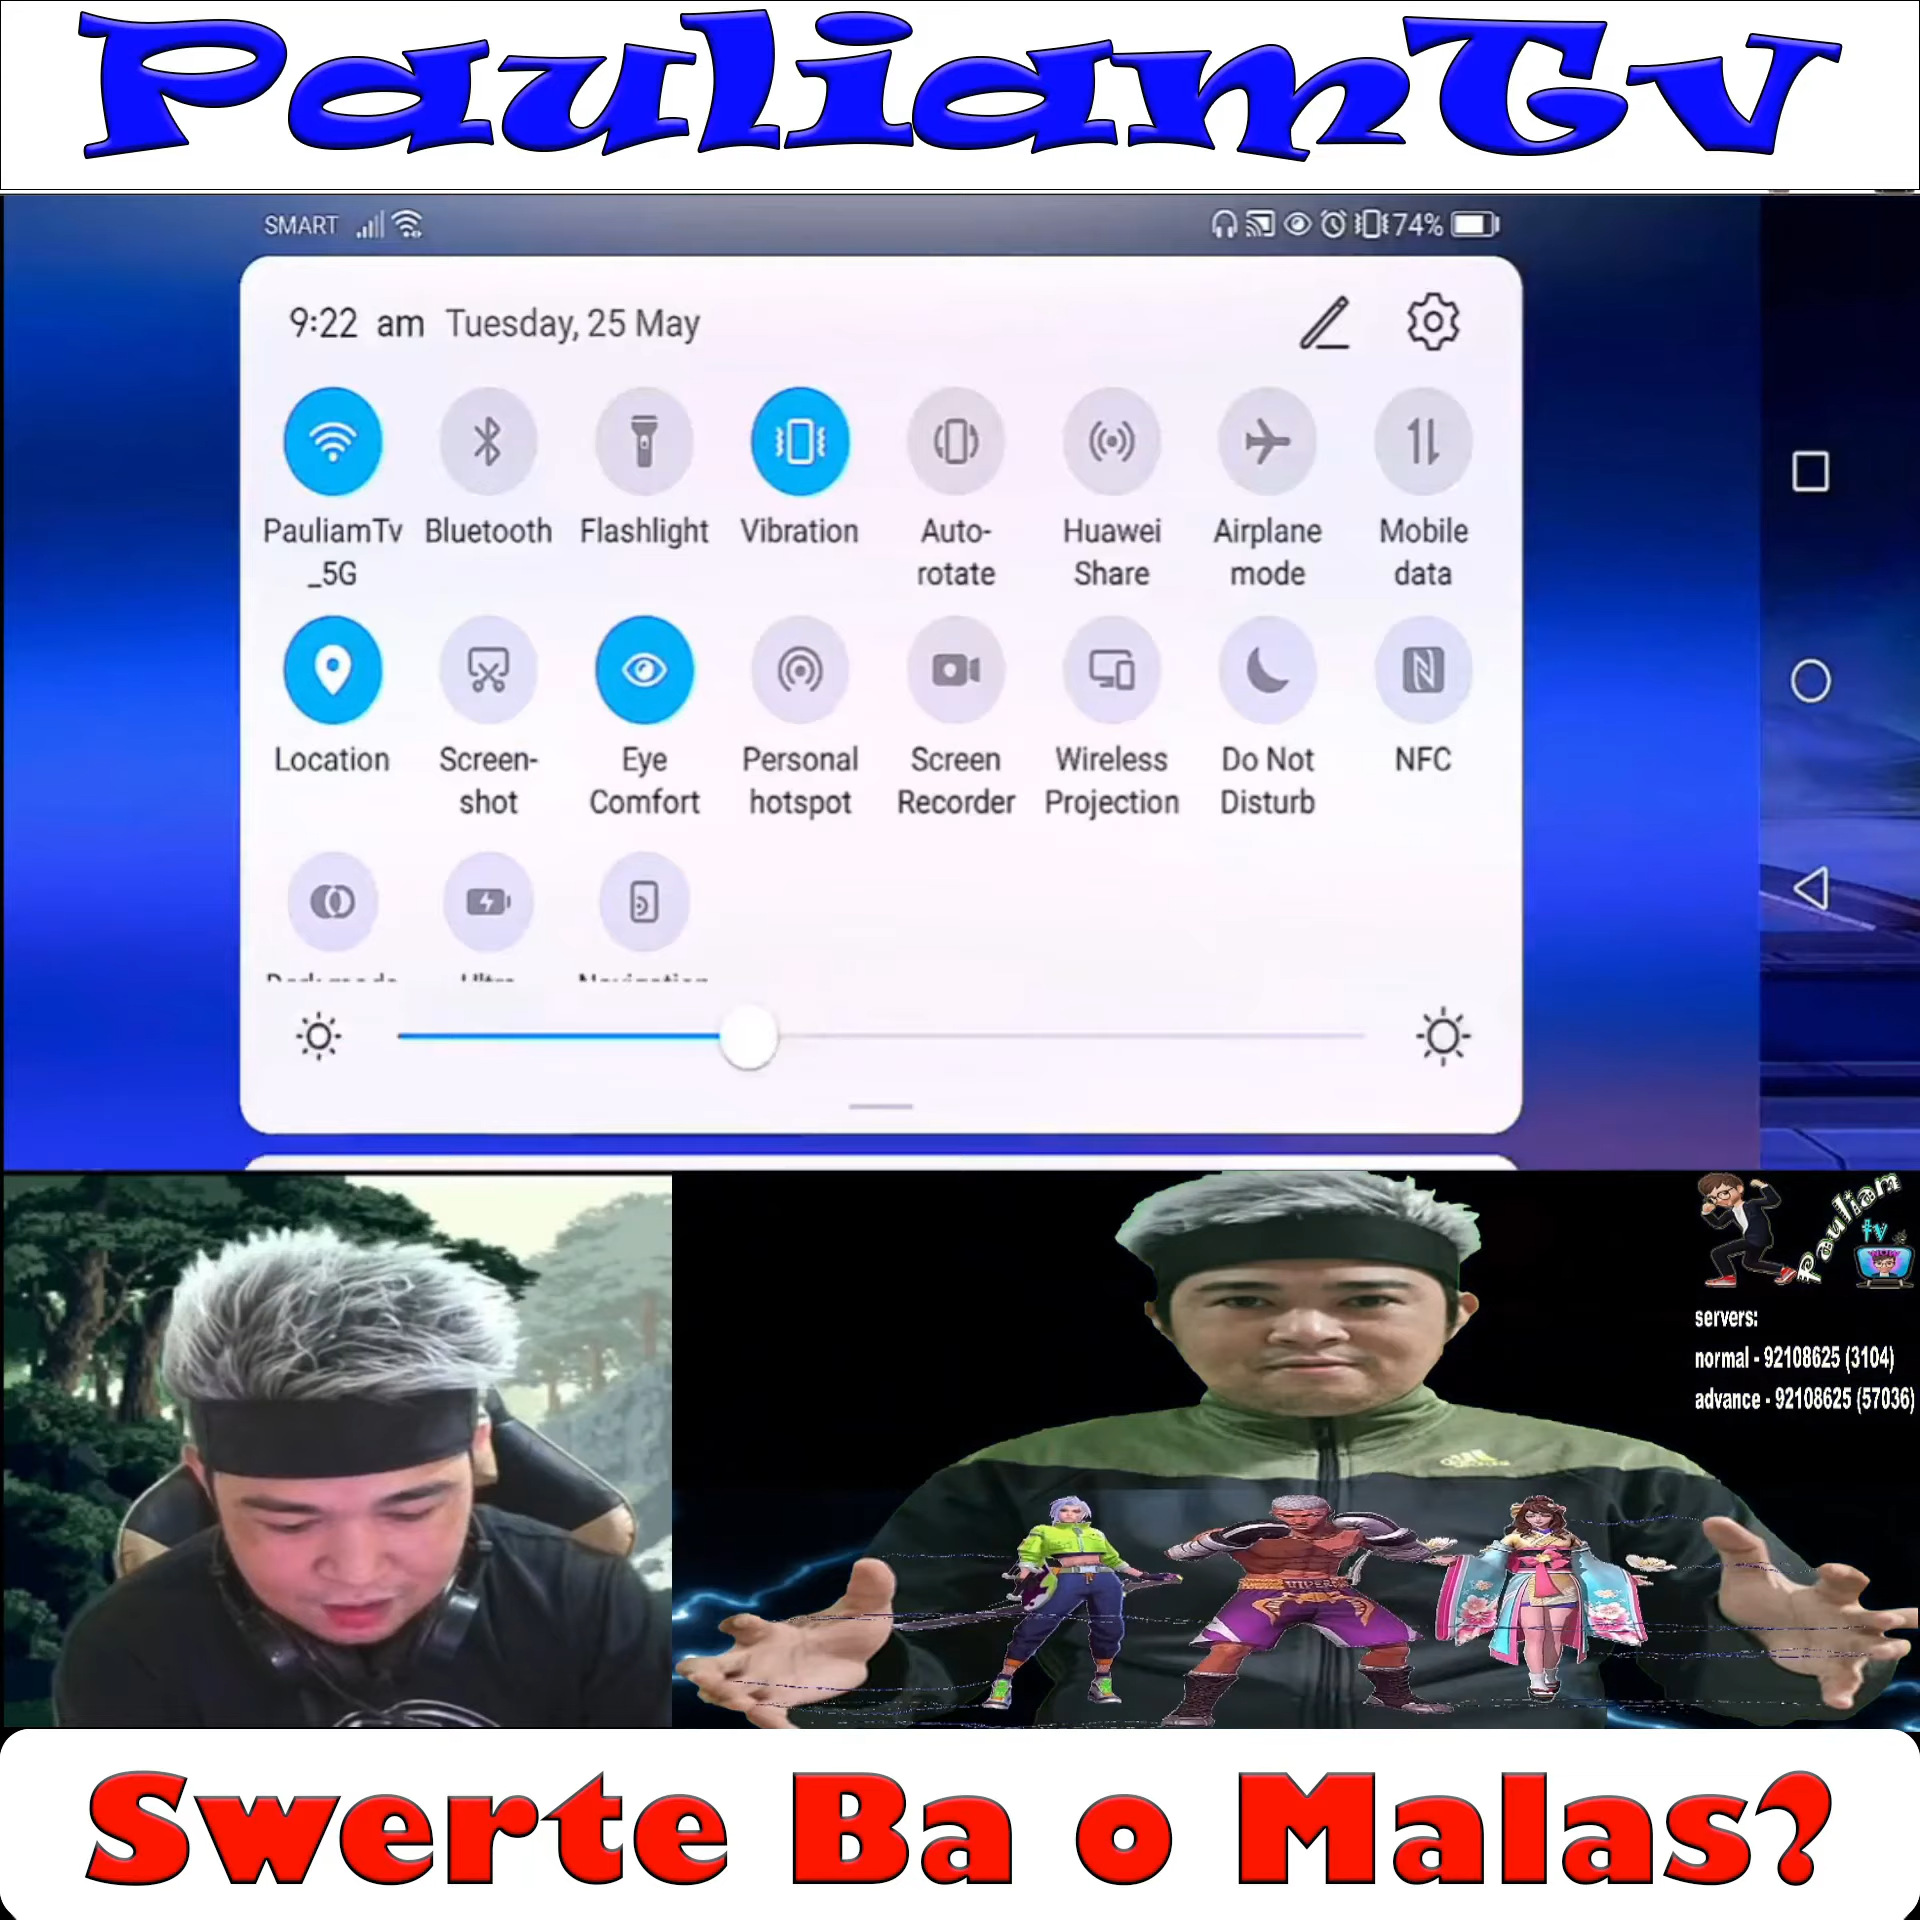 PauliamTv
SMART
74%
9:22 am Tuesday, 25 May
PauliamTv
_5G
Bluetooth
Flashlight
Vibration
Auto-
rotate
Huawei
Share
Airplane
mode
Mobile
data
Location
Screen-
shot
Eye
Comfort
Personal
hotspot
Screen
Recorder
Wireless
Projection
Do Not
Disturb
NFC
Pauliam
tv
servers:
normal - 92108625 (3104)
advance - 92108625 (57036)
Swerte Ba o Malas?